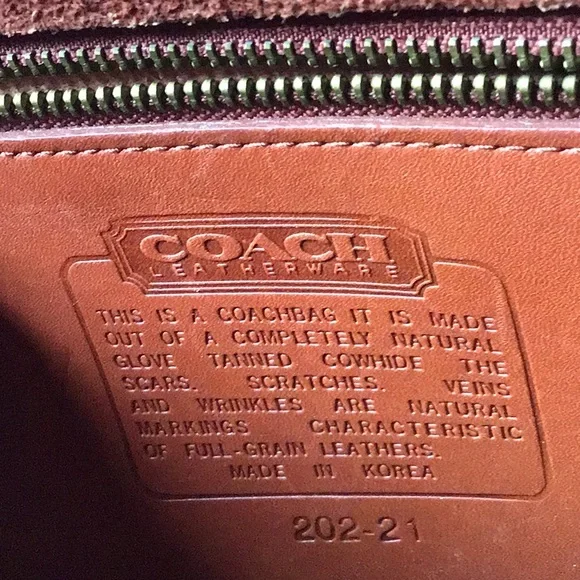 COACH
LEATHERWARE
THIS IS A COACHBAG IT IS MADE
OUT OF A COMPLETELY NATURAL
GLOVE TANNED COWHIDE THE
SCARS. SCRATCHES. VEINS
AND WRINKLES ARE NATURAL
MARKINGS CHARACTERISTIC
OF FULL-GRAIN LEATHERS.
MADE IN KOREA
202-21